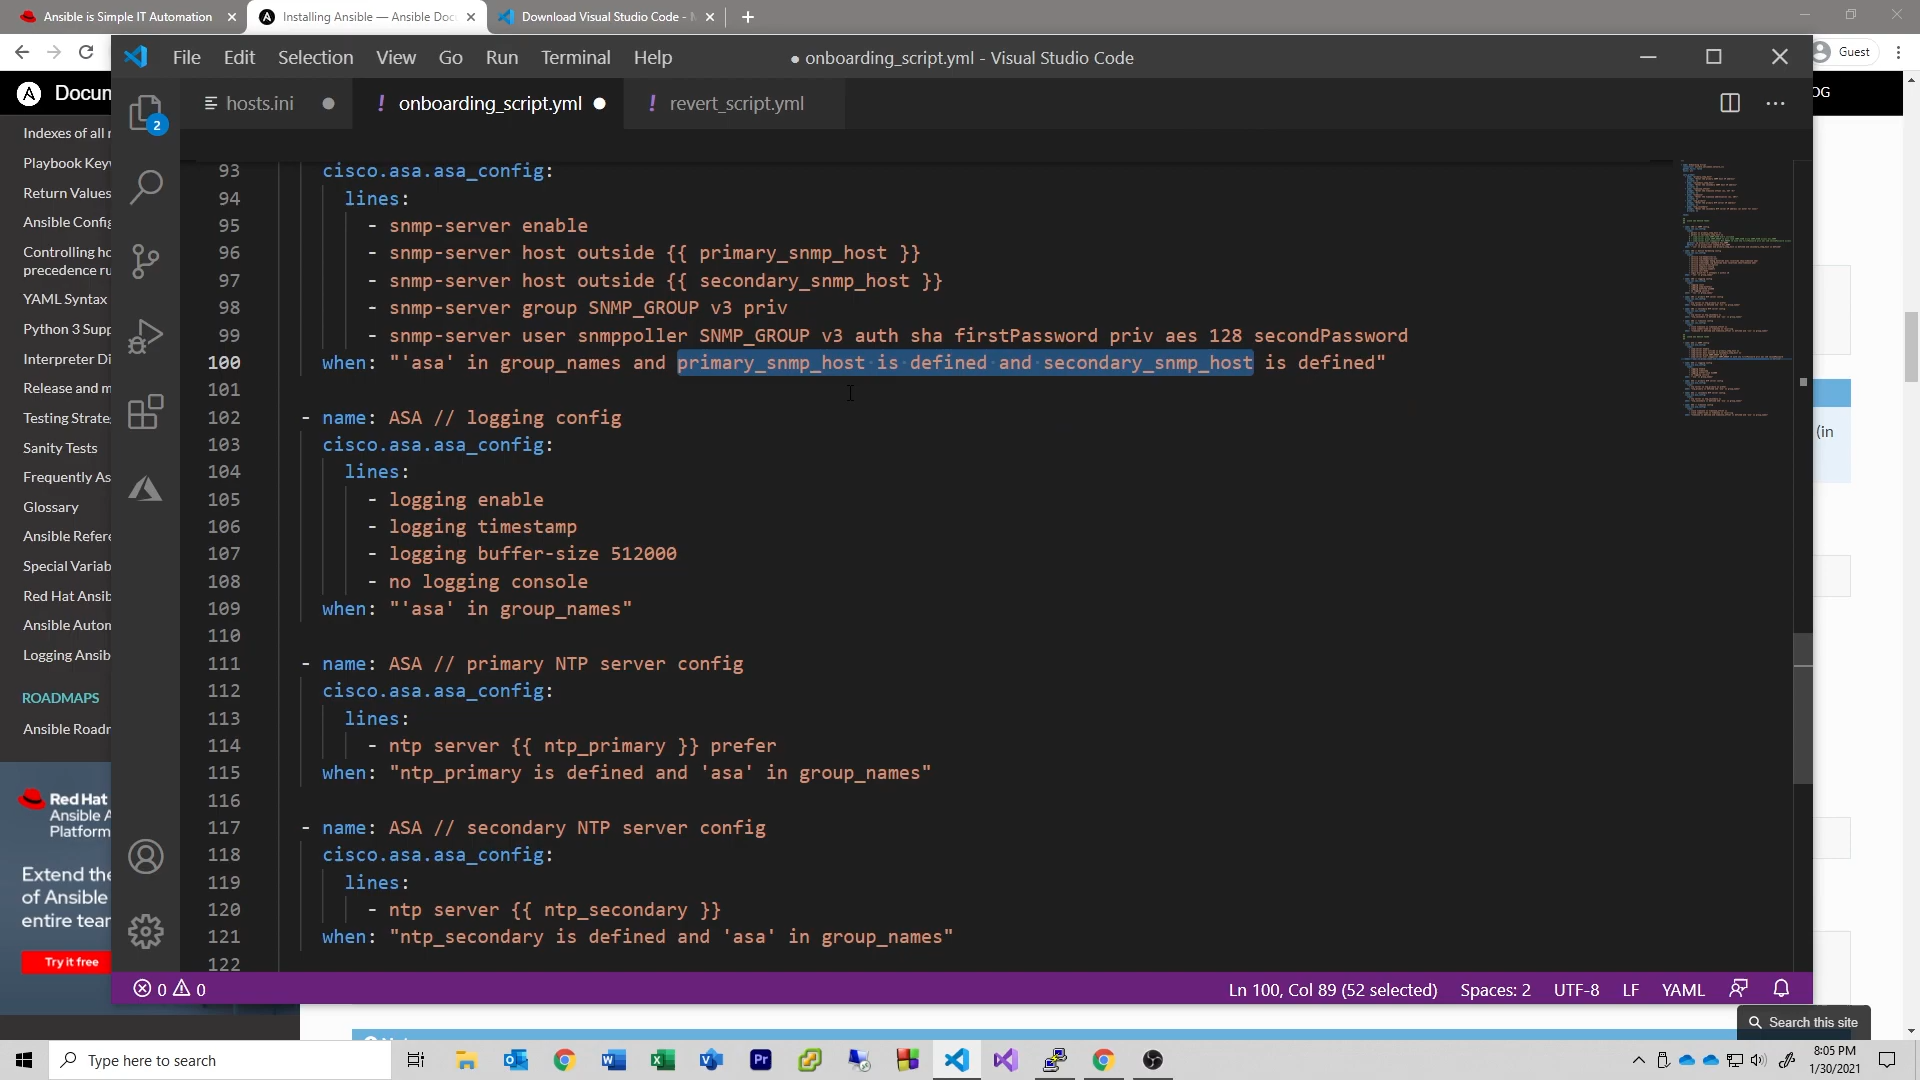 Ansible is Simple IT Automation
Installing Ansible — Ansible Doc
Download Visual Studio Code -
Guest
File Edit Selection View Go Run Terminal Help
● onboarding_script.yml - Visual Studio Code
Docum
OG
hosts.ini
! onboarding_script.yml
! revert_script.yml
2
Indexes of all
Playbook Key
Return Values
Ansible Config
Controlling ho
precedence ru
YAML Syntax
Python 3 Supp
Interpreter Di
Release and m
Testing Strate
Sanity Tests
Frequently As
Glossary
Ansible Refere
Special Variab
Red Hat Ansib
Ansible Auton
Logging Ansib
ROADMAPS
Ansible Roadr
Red Hat
Ansible A
Platform
Extend the
of Ansible
entire tear
Try it free
93 cisco.asa.asa_config:
94 lines:
95 - snmp-server enable
96 - snmp-server host outside {{ primary_snmp_host }}
97 - snmp-server host outside {{ secondary_snmp_host }}
98 - snmp-server group SNMP_GROUP v3 priv
99 - snmp-server user snmppoller SNMP_GROUP v3 auth sha firstPassword priv aes 128 secondPassword
100 when: "'asa' in group_names and primary_snmp_host is defined and secondary_snmp_host is defined"
101
102 - name: ASA // logging config
103 cisco.asa.asa_config:
104 lines:
105 - logging enable
106 - logging timestamp
107 - logging buffer-size 512000
108 - no logging console
109 when: "'asa' in group_names"
110
111 - name: ASA // primary NTP server config
112 cisco.asa.asa_config:
113 lines:
114 - ntp server {{ ntp_primary }} prefer
115 when: "ntp_primary is defined and 'asa' in group_names"
116
117 - name: ASA // secondary NTP server config
118 cisco.asa.asa_config:
119 lines:
120 - ntp server {{ ntp_secondary }}
121 when: "ntp_secondary is defined and 'asa' in group_names"
122
(in
0 0
Ln 100, Col 89 (52 selected) Spaces: 2 UTF-8 LF YAML
Search this site
Type here to search
8:05 PM
1/30/2021